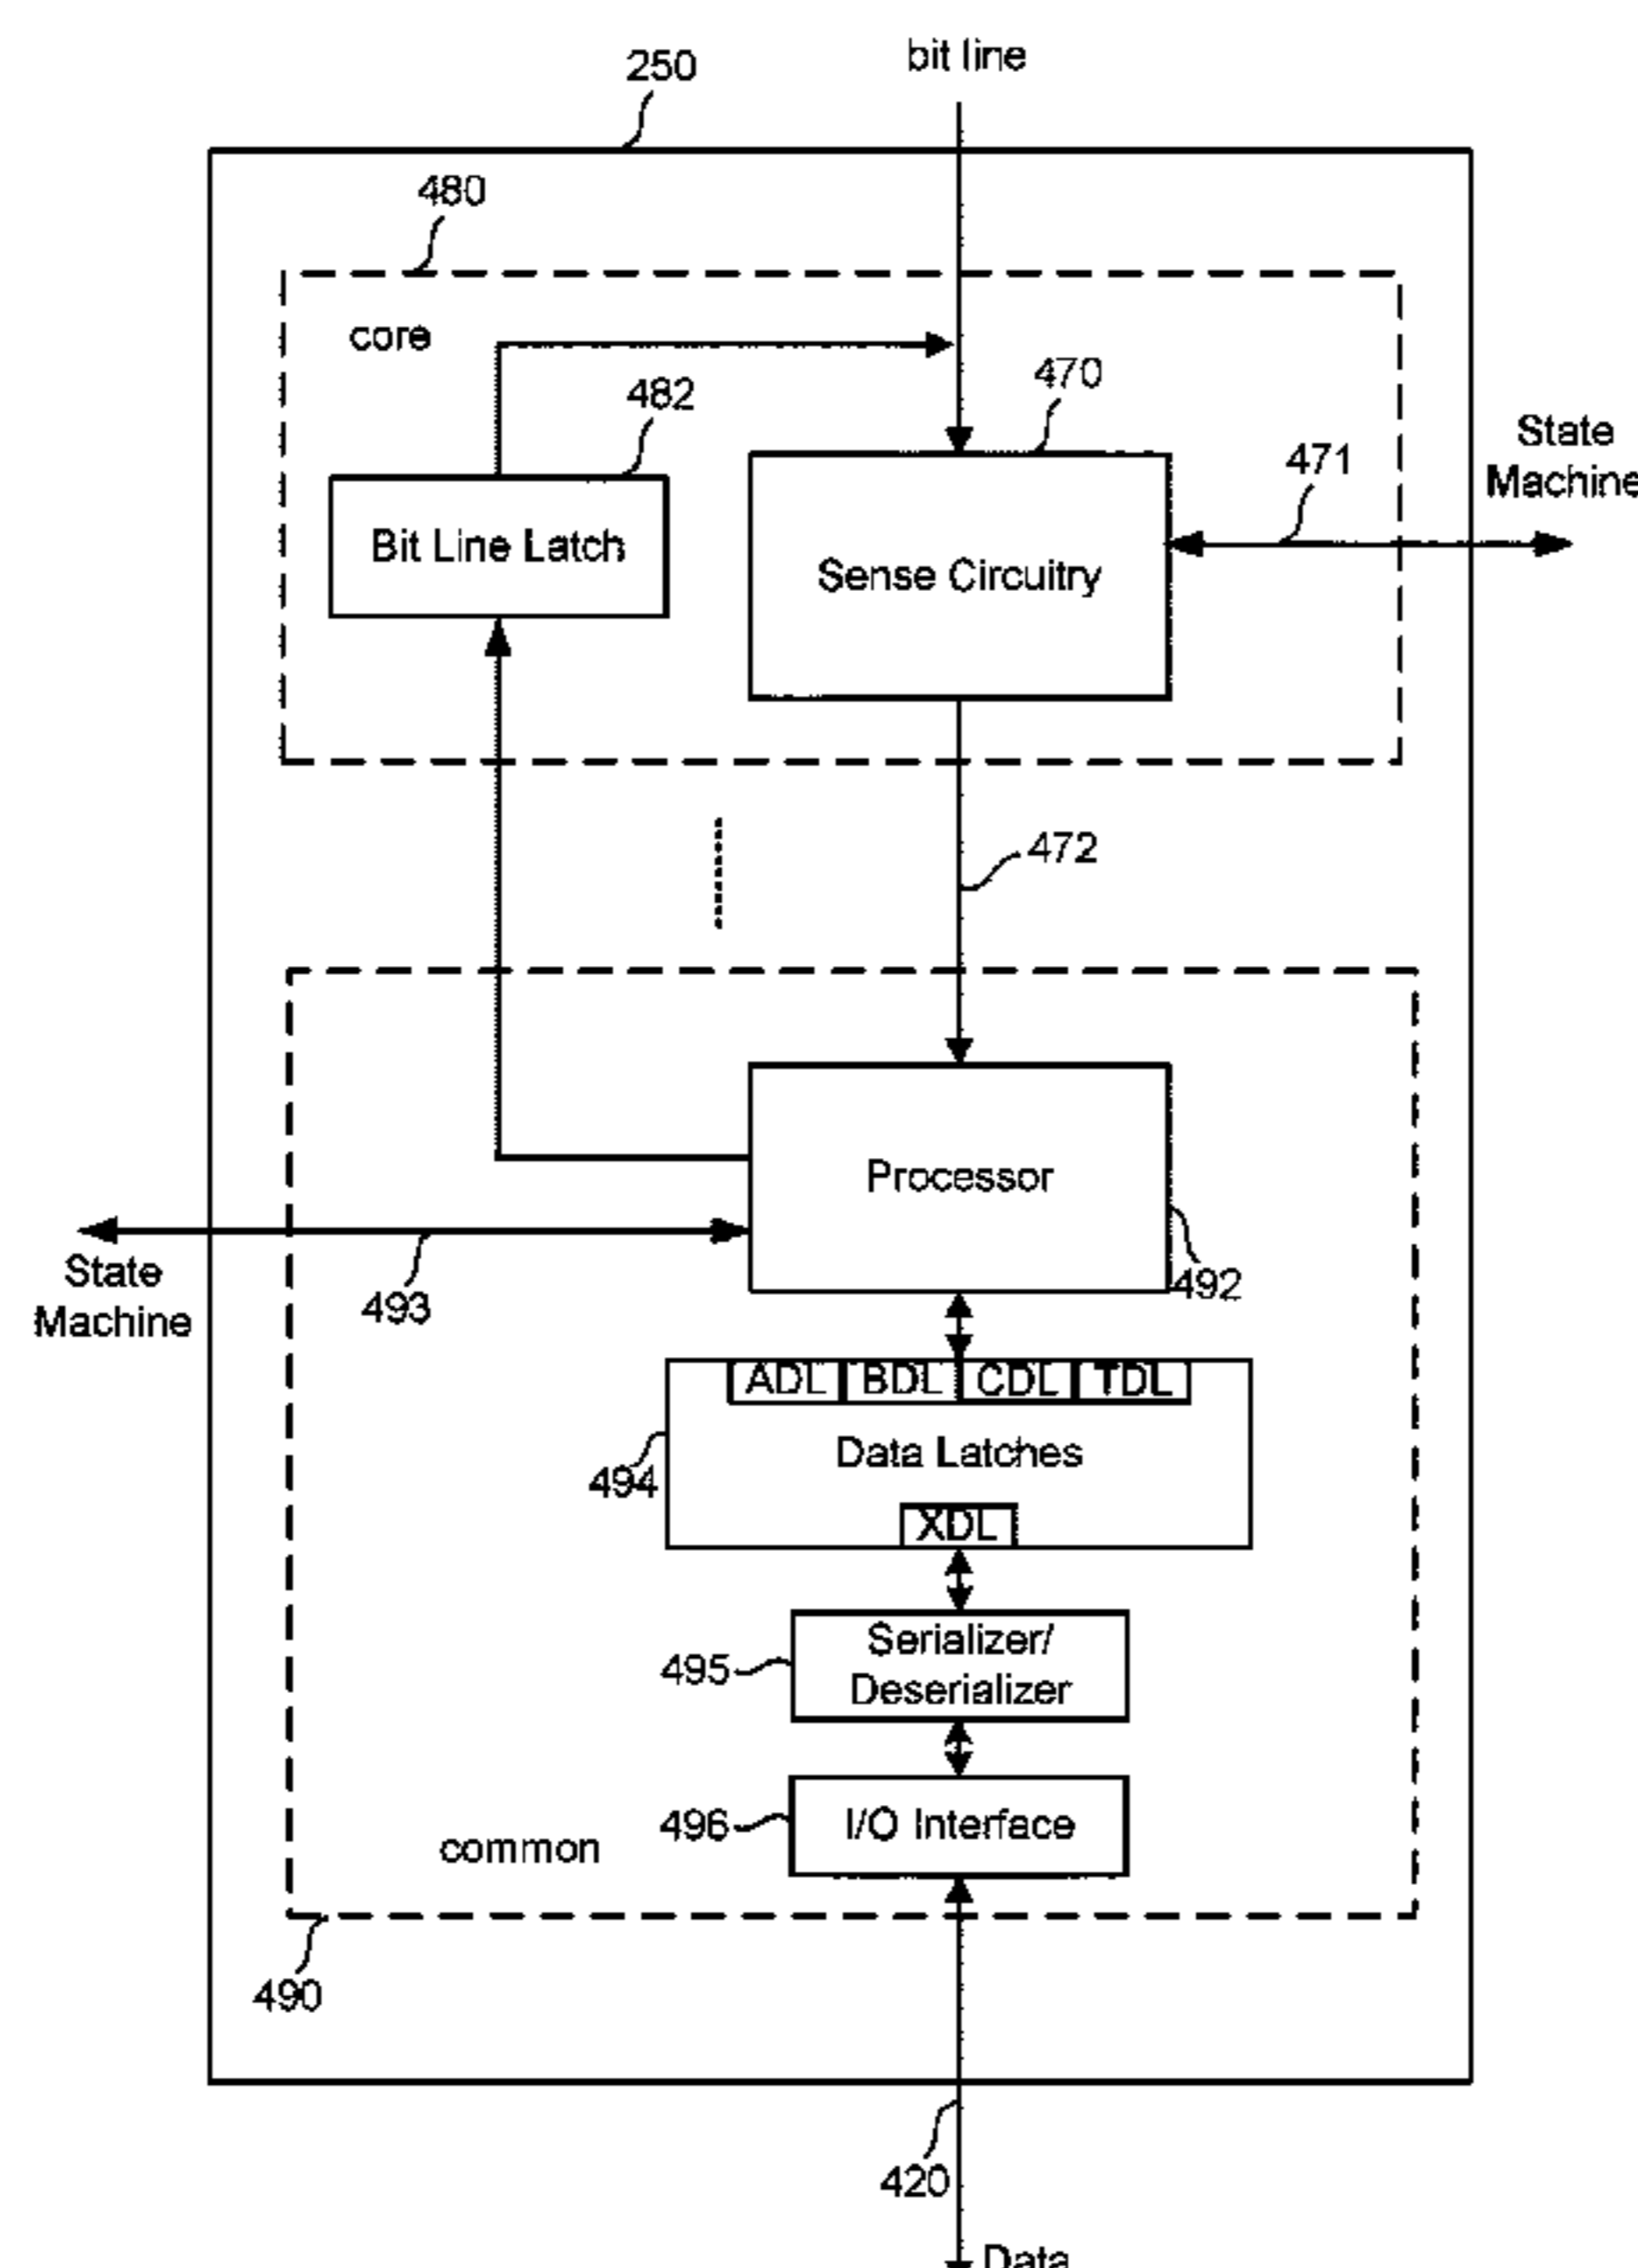 250
bit line
480
core
470
482
471
State
Machine
Bit Line Latch
Sense Circuitry
472
Processor
State
Machine
493
492
ADL BDL CDL TDL
Data Latches
494
XDL
Serializer/
Deserializer
495
I/O Interface
496
common
490
420
Data